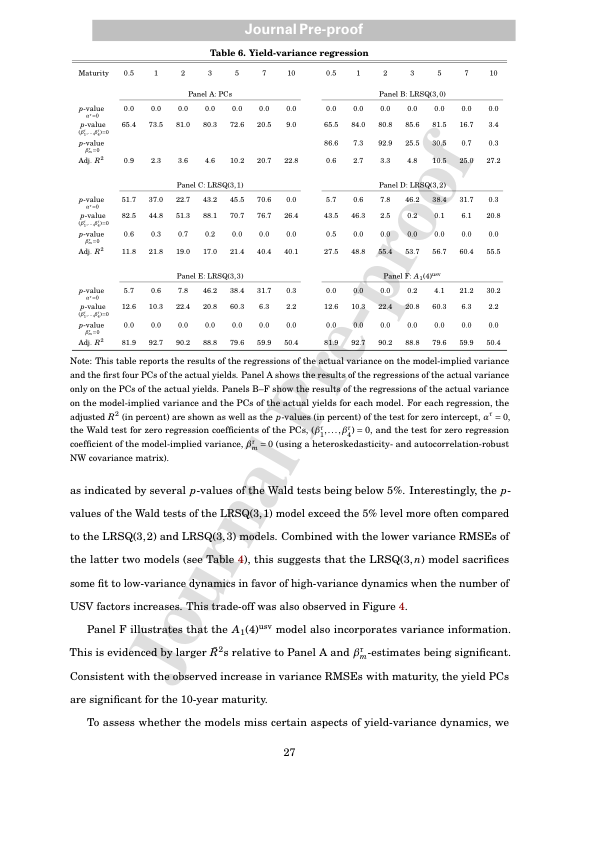 Journal Pre-proof
Table 6. Yield-variance regression
Maturity 0.5 1 2 3 5 7 10 0.5 1 2 3 5 7 10
Panel A: PCs Panel B: LRSQ(3,0)
p-value 0.0 0.0 0.0 0.0 0.0 0.0 0.0 0.0 0.0 0.0 0.0 0.0 0.0 0.0
α^τ=0
p-value 65.4 73.5 81.0 80.3 72.6 20.5 9.0 65.5 84.0 80.8 85.6 81.5 16.7 3.4
(β^τ_1,…,β^τ_4)=0
p-value 86.6 7.3 92.9 25.5 30.5 0.7 0.3
β^τ_m=0
Adj. R² 0.9 2.3 3.6 4.6 10.2 20.7 22.8 0.6 2.7 3.3 4.8 10.5 25.0 27.2
Panel C: LRSQ(3,1) Panel D: LRSQ(3,2)
p-value 51.7 37.0 22.7 43.2 45.5 70.6 0.0 5.7 0.6 7.8 46.2 38.4 31.7 0.3
α^τ=0
p-value 82.5 44.8 51.3 88.1 70.7 76.7 26.4 43.5 46.3 2.5 0.2 0.1 6.1 20.8
(β^τ_1,…,β^τ_4)=0
p-value 0.6 0.3 0.7 0.2 0.0 0.0 0.0 0.5 0.0 0.0 0.0 0.0 0.0 0.0
β^τ_m=0
Adj. R² 11.8 21.8 19.0 17.0 21.4 40.4 40.1 27.5 48.8 55.4 53.7 56.7 60.4 55.5
Panel E: LRSQ(3,3) Panel F: A₁(4)ᵘˢᵛ
p-value 5.7 0.6 7.8 46.2 38.4 31.7 0.3 0.0 0.0 0.0 0.2 4.1 21.2 30.2
α^τ=0
p-value 12.6 10.3 22.4 20.8 60.3 6.3 2.2 12.6 10.3 22.4 20.8 60.3 6.3 2.2
(β^τ_1,…,β^τ_4)=0
p-value 0.0 0.0 0.0 0.0 0.0 0.0 0.0 0.0 0.0 0.0 0.0 0.0 0.0 0.0
β^τ_m=0
Adj. R² 81.9 92.7 90.2 88.8 79.6 59.9 50.4 81.9 92.7 90.2 88.8 79.6 59.9 50.4
Note: This table reports the results of the regressions of the actual variance on the model-implied variance
and the first four PCs of the actual yields. Panel A shows the results of the regressions of the actual variance
only on the PCs of the actual yields. Panels B–F show the results of the regressions of the actual variance
on the model-implied variance and the PCs of the actual yields for each model. For each regression, the
adjusted R² (in percent) are shown as well as the p-values (in percent) of the test for zero intercept, α^τ = 0,
the Wald test for zero regression coefficients of the PCs, (β^τ_1,…,β^τ_4) = 0, and the test for zero regression
coefficient of the model-implied variance, β^τ_m = 0 (using a heteroskedasticity- and autocorrelation-robust
NW covariance matrix).
as indicated by several p-values of the Wald tests being below 5%. Interestingly, the p-
values of the Wald tests of the LRSQ(3,1) model exceed the 5% level more often compared
to the LRSQ(3,2) and LRSQ(3,3) models. Combined with the lower variance RMSEs of
the latter two models (see Table 4), this suggests that the LRSQ(3,n) model sacrifices
some fit to low-variance dynamics in favor of high-variance dynamics when the number of
USV factors increases. This trade-off was also observed in Figure 4.
Panel F illustrates that the A₁(4)ᵘˢᵛ model also incorporates variance information.
This is evidenced by larger R̄²s relative to Panel A and β^τ_m-estimates being significant.
Consistent with the observed increase in variance RMSEs with maturity, the yield PCs
are significant for the 10-year maturity.
To assess whether the models miss certain aspects of yield-variance dynamics, we
27
Journal Pre-proof